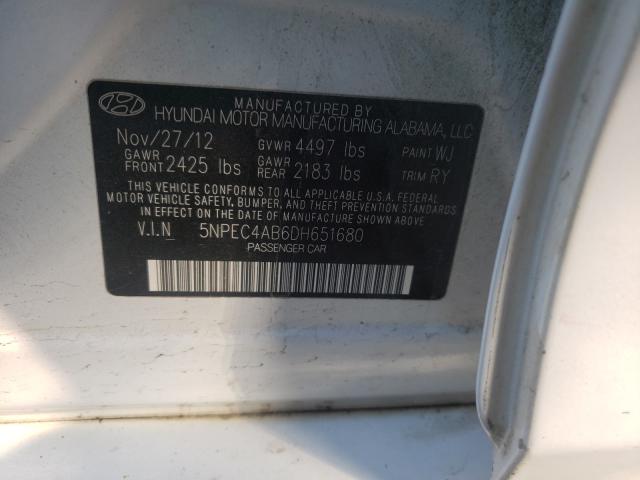 MANUFACTURED BY
HYUNDAI MOTOR MANUFACTURING ALABAMA, LLC
Nov/27/12 GVWR 4497 lbs PAINT WJ
GAWR FRONT 2425 lbs GAWR REAR 2183 lbs TRIM RY
THIS VEHICLE CONFORMS TO ALL APPLICABLE U.S.A. FEDERAL
MOTOR VEHICLE SAFETY, BUMPER, AND THEFT PREVENTION STANDARDS
IN EFFECT ON THE DATE OF MANUFACTURE SHOWN ABOVE.
V.I.N 5NPEC4AB6DH651680
PASSENGER CAR